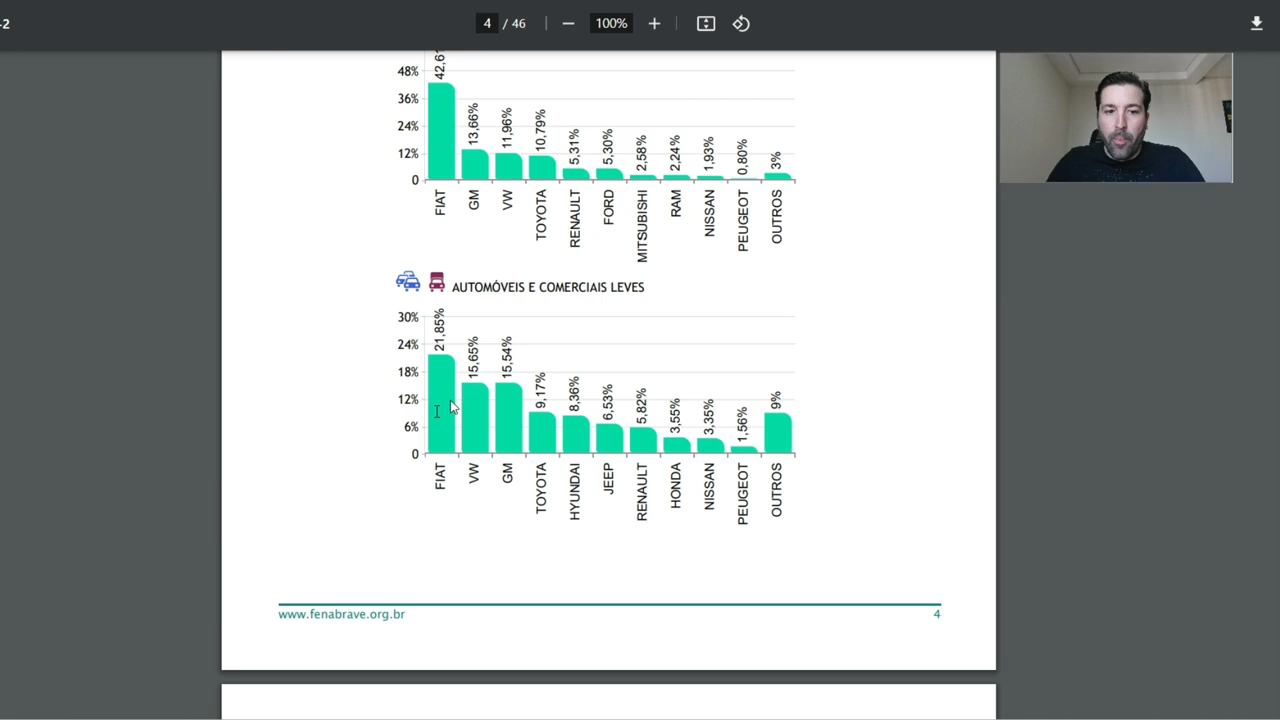 -2
4 / 46
100%
48%
36%
24%
12%
0
42,6
13,66%
11,96%
10,79%
5,31%
5,30%
2,58%
2,24%
1,93%
0,80%
3%
FIAT
GM
VW
TOYOTA
RENAULT
FORD
MITSUBISHI
RAM
NISSAN
PEUGEOT
OUTROS
AUTOMÓVEIS E COMERCIAIS LEVES
30%
24%
18%
12%
6%
0
21,85%
15,65%
15,54%
9,17%
8,36%
6,53%
5,82%
3,55%
3,35%
1,56%
9%
FIAT
VW
GM
TOYOTA
HYUNDAI
JEEP
RENAULT
HONDA
NISSAN
PEUGEOT
OUTROS
www.fenabrave.org.br
4